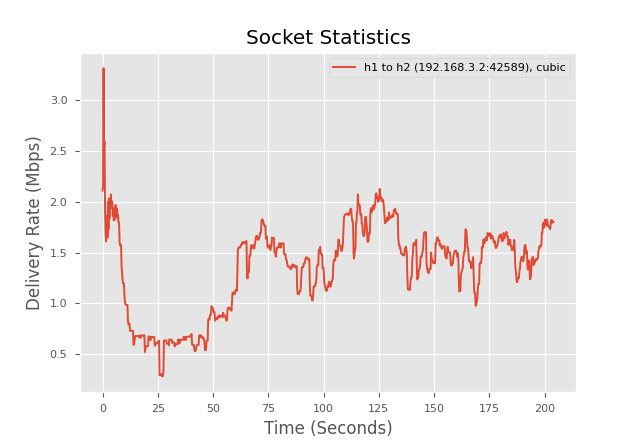 Socket Statistics
h1 to h2 (192.168.3.2:42589), cubic
Delivery Rate (Mbps)
3.0
2.5
2.0
1.5
1.0
0.5
0 25 50 75 100 125 150 175 200
Time (Seconds)